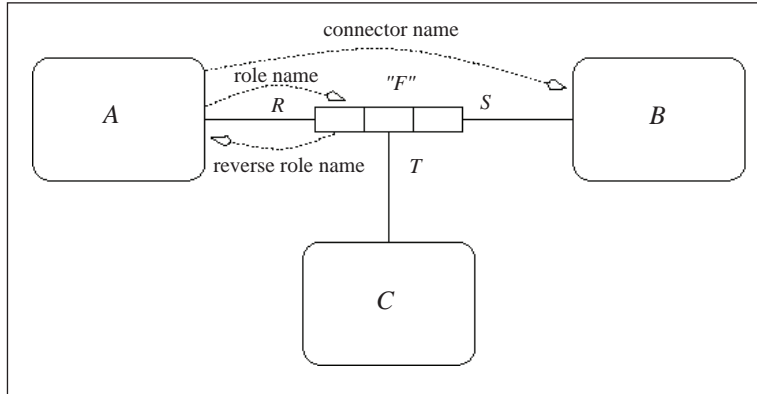 connector name
role name
"F"
A
R
S
B
reverse role name
T
C